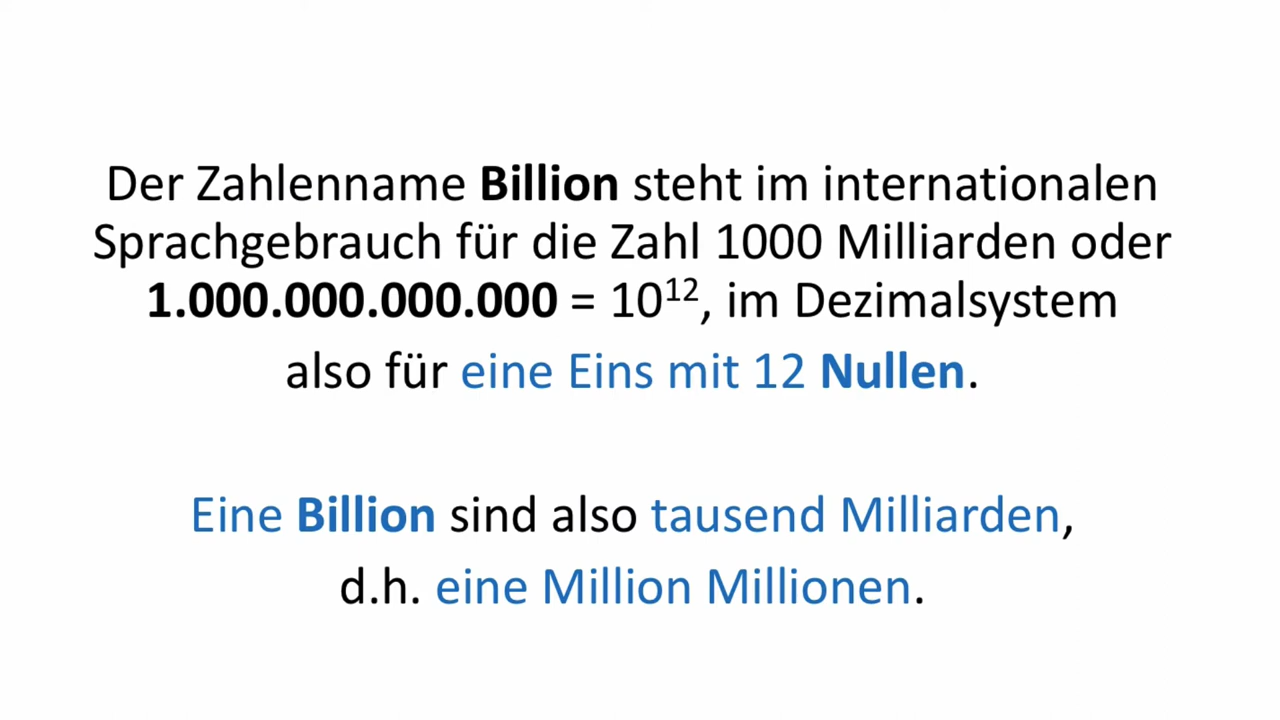 Der Zahlenname Billion steht im internationalen
Sprachgebrauch für die Zahl 1000 Milliarden oder
1.000.000.000.000 = 10¹², im Dezimalsystem
also für eine Eins mit 12 Nullen.
Eine Billion sind also tausend Milliarden,
d.h. eine Million Millionen.